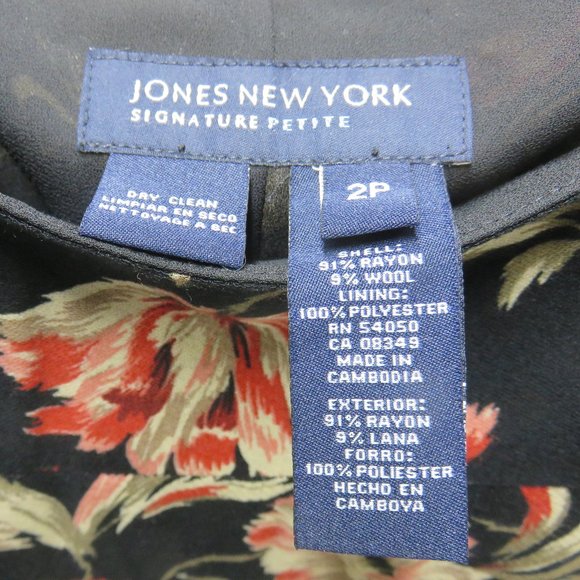 JONES NEW YORK
SIGNATURE PETITE
DRY CLEAN
LIMPIAR EN SECO
NETTOYAGE A SEC
2P
SHELL:
91% RAYON
9% WOOL
LINING:
100% POLYESTER
RN 54050
CA 08349
MADE IN
CAMBODIA
EXTERIOR:
91% RAYON
9% LANA
FORRO:
100% POLIESTER
HECHO EN
CAMBOYA